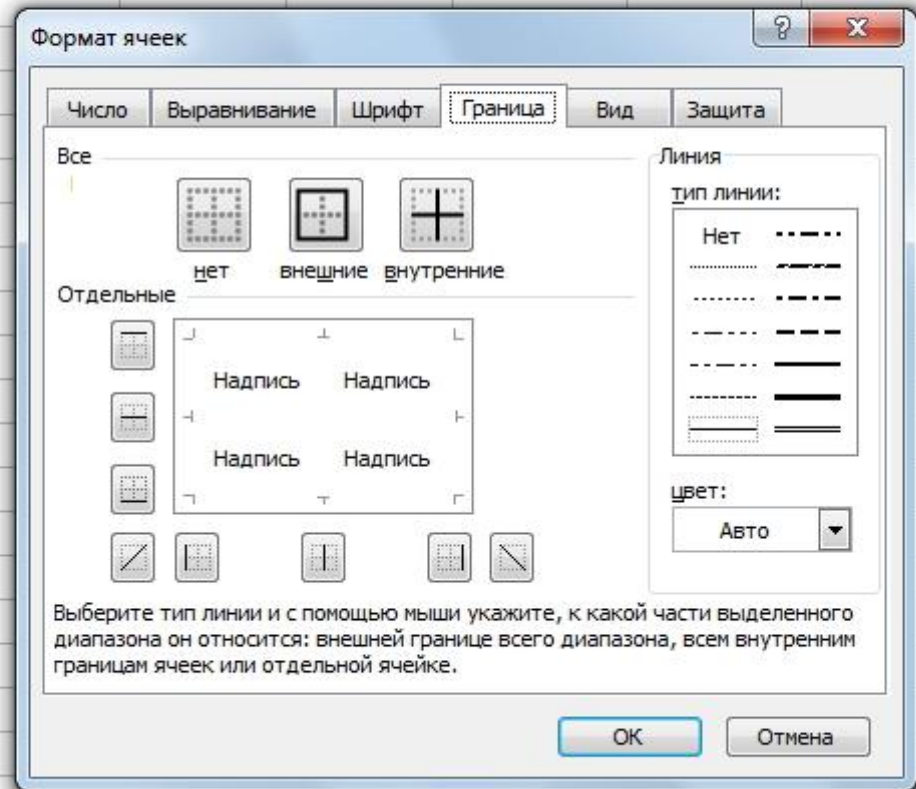 Формат ячеек
?
Число Выравнивание Шрифт Граница Вид Защита
Все
нет внешние внутренние
Отдельные
Надпись Надпись
Надпись Надпись
Линия
тип линии:
Нет
цвет:
Авто
Выберите тип линии и с помощью мыши укажите, к какой части выделенного
диапазона он относится: внешней границе всего диапазона, всем внутренним
границам ячеек или отдельной ячейке.
ОК Отмена